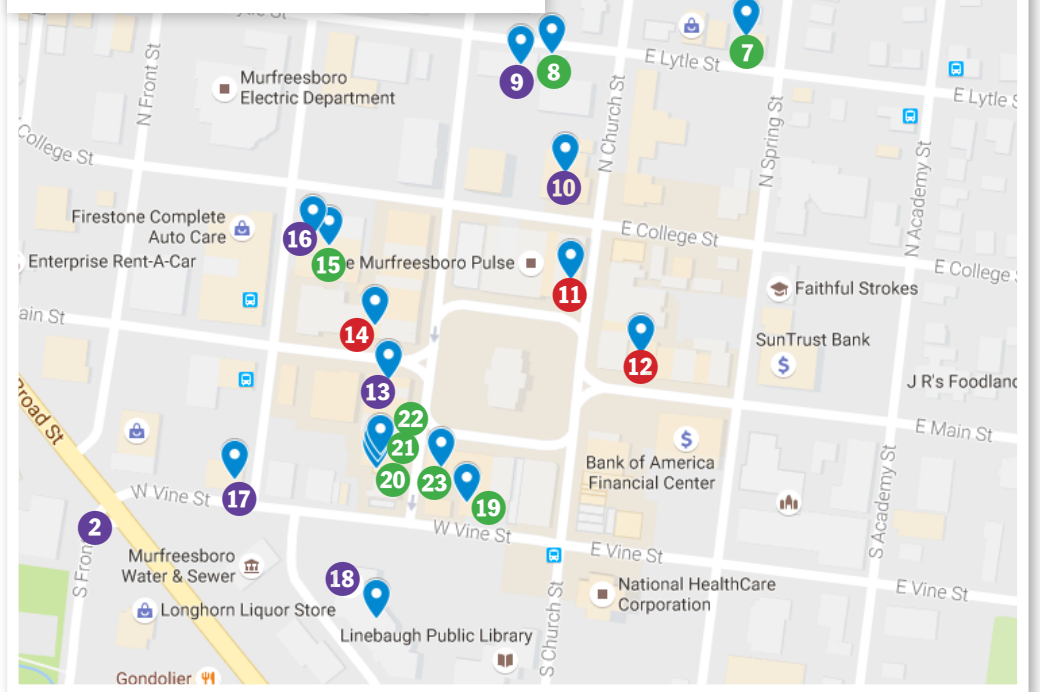 E Lytle St
7
9
8
E Lytle S
N Front St
Murfreesboro
Electric Department
N Church St
N Spring St
College St
10
N Academy St
Firestone Complete
Auto Care
16
E College St
Enterprise Rent-A-Car
15
e Murfreesboro Pulse
E College
11
Faithful Strokes
ain St
14
SunTrust Bank
$
12
J R's Foodland
13
Broad St
22
E Main St
21
$
Bank of America
Financial Center
20
23
17
W Vine St
19
2
W Vine St
S Academy St
E Vine St
S Fron
Murfreesboro
Water & Sewer
18
National HealthCare
Corporation
E Vine St
Longhorn Liquor Store
S Church St
Linebaugh Public Library
Gondolier